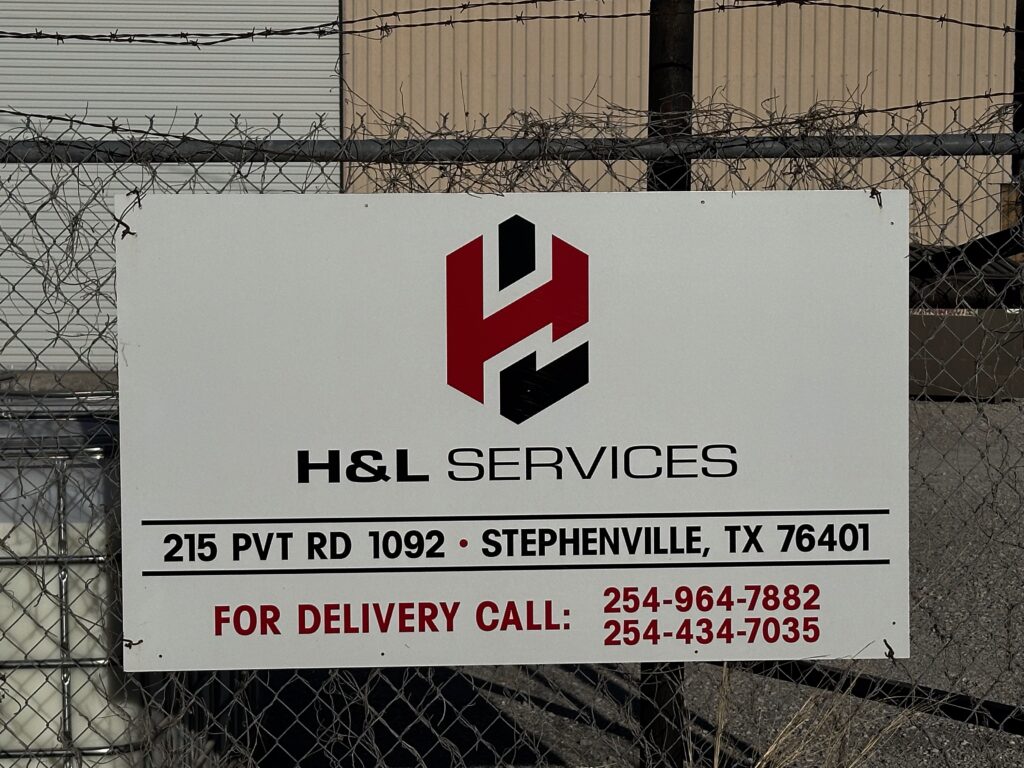 H&L SERVICES
215 PVT RD 1092 • STEPHENVILLE, TX 76401
FOR DELIVERY CALL:
254-964-7882
254-434-7035